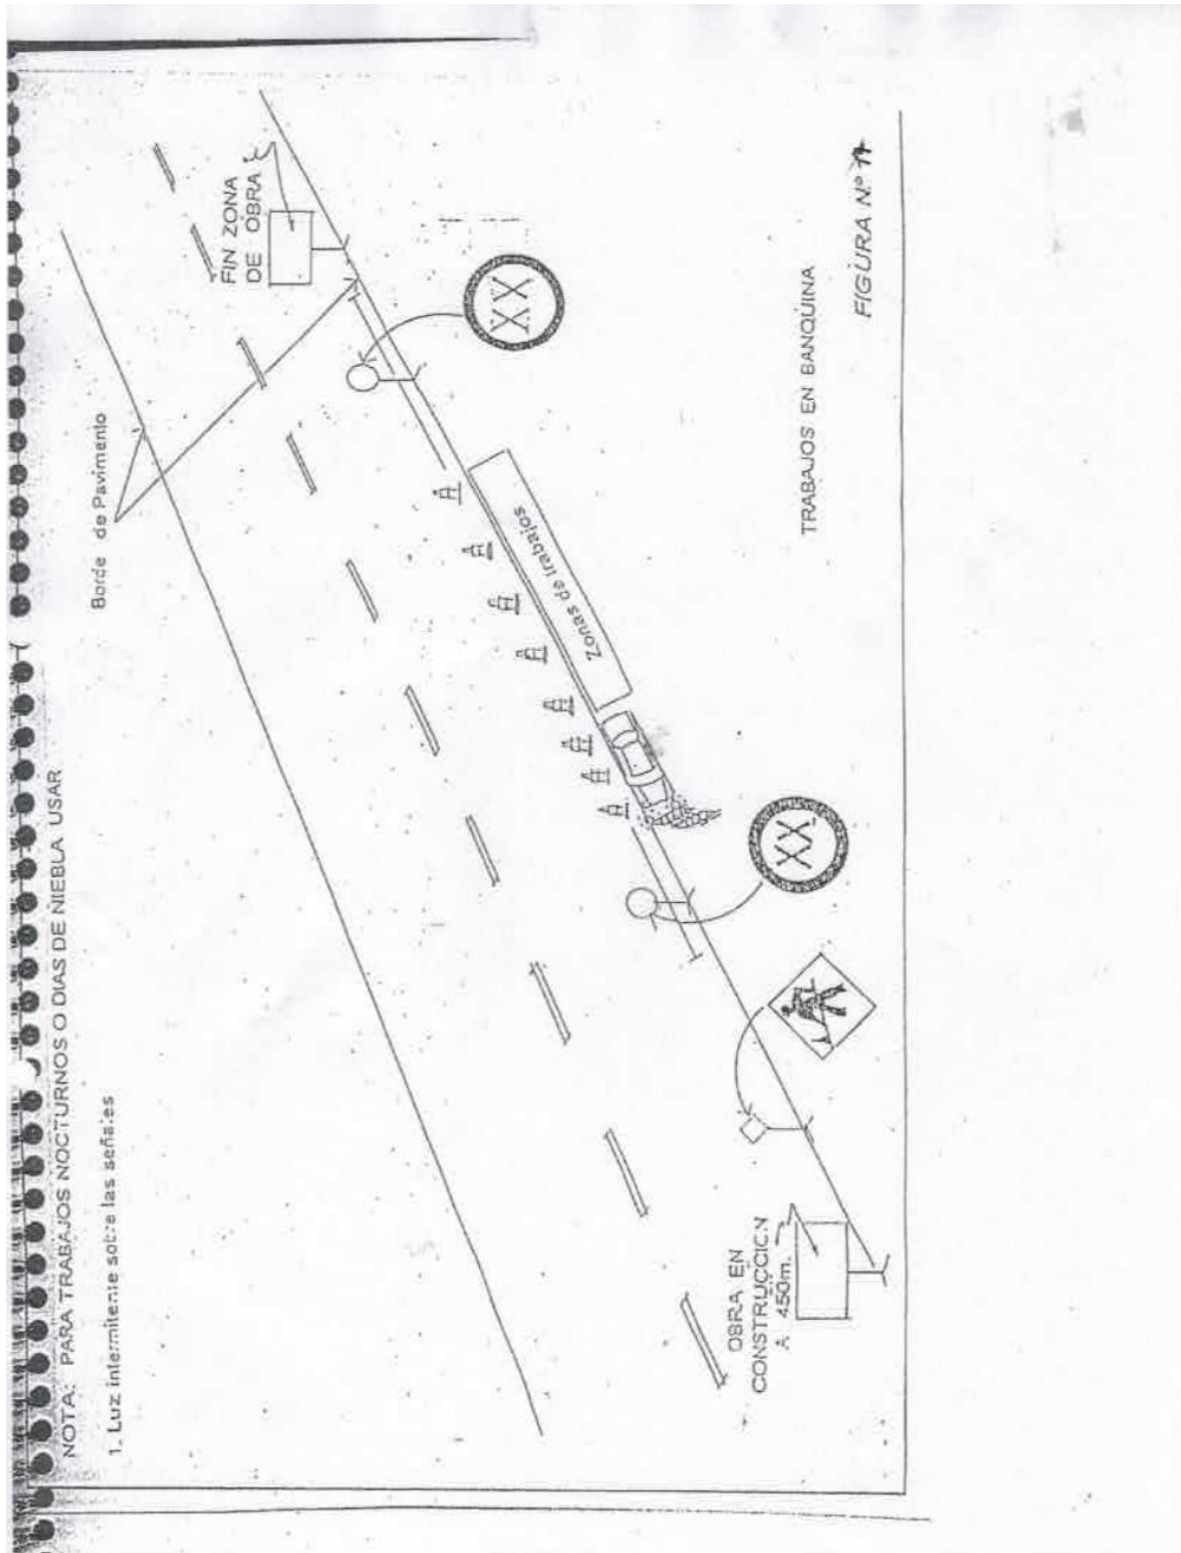 NOTA: PARA TRABAJOS NOCTURNOS O DIAS DE NIEBLA USAR
1. Luz intermitente sobre las señales
Borde de Pavimento
FIN ZONA
DE OBRA
XX
Zonas de trabajos
XX
OBRA EN
CONSTRUCCION
A 450m.
TRABAJOS EN BANQUINA
FIGURA N.º